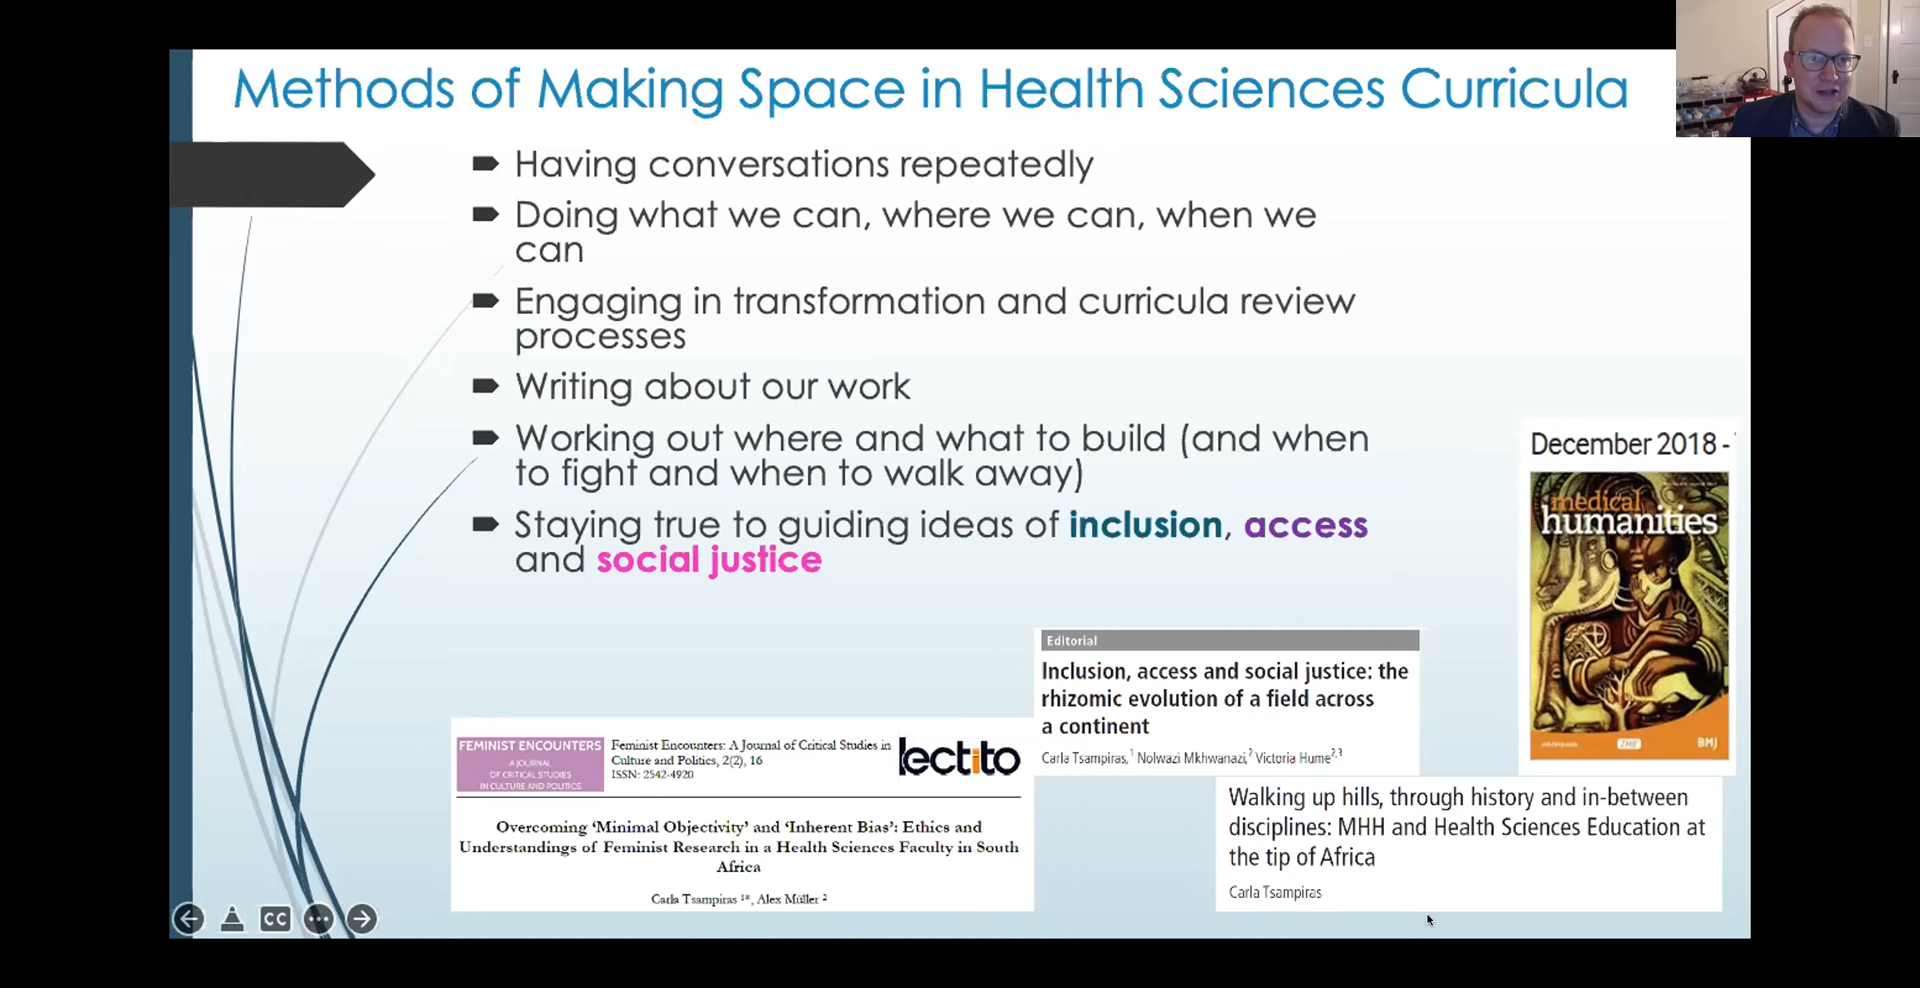 Methods of Making Space in Health Sciences Curricula
Having conversations repeatedly
Doing what we can, where we can, when we
can
Engaging in transformation and curricula review
processes
Writing about our work
Working out where and what to build (and when
to fight and when to walk away)
Staying true to guiding ideas of inclusion, access
and social justice
December 2018 -
medical
humanities
BMJ
Editorial
Inclusion, access and social justice: the
rhizomic evolution of a field across
a continent
Carla Tsampiras,1 Nolwazi Mkhwanazi,2 Victoria Hume2,3
FEMINIST ENCOUNTERS
A JOURNAL
OF CRITICAL STUDIES
IN CULTURE AND POLITICS
Feminist Encounters: A Journal of Critical Studies in
Culture and Politics, 2(2), 16
ISSN: 2542-4920
lectito
Overcoming ‘Minimal Objectivity’ and ‘Inherent Bias’: Ethics and
Understandings of Feminist Research in a Health Sciences Faculty in South
Africa
Carla Tsampiras 1*, Alex Müller 2
Walking up hills, through history and in-between
disciplines: MHH and Health Sciences Education at
the tip of Africa
Carla Tsampiras
CC